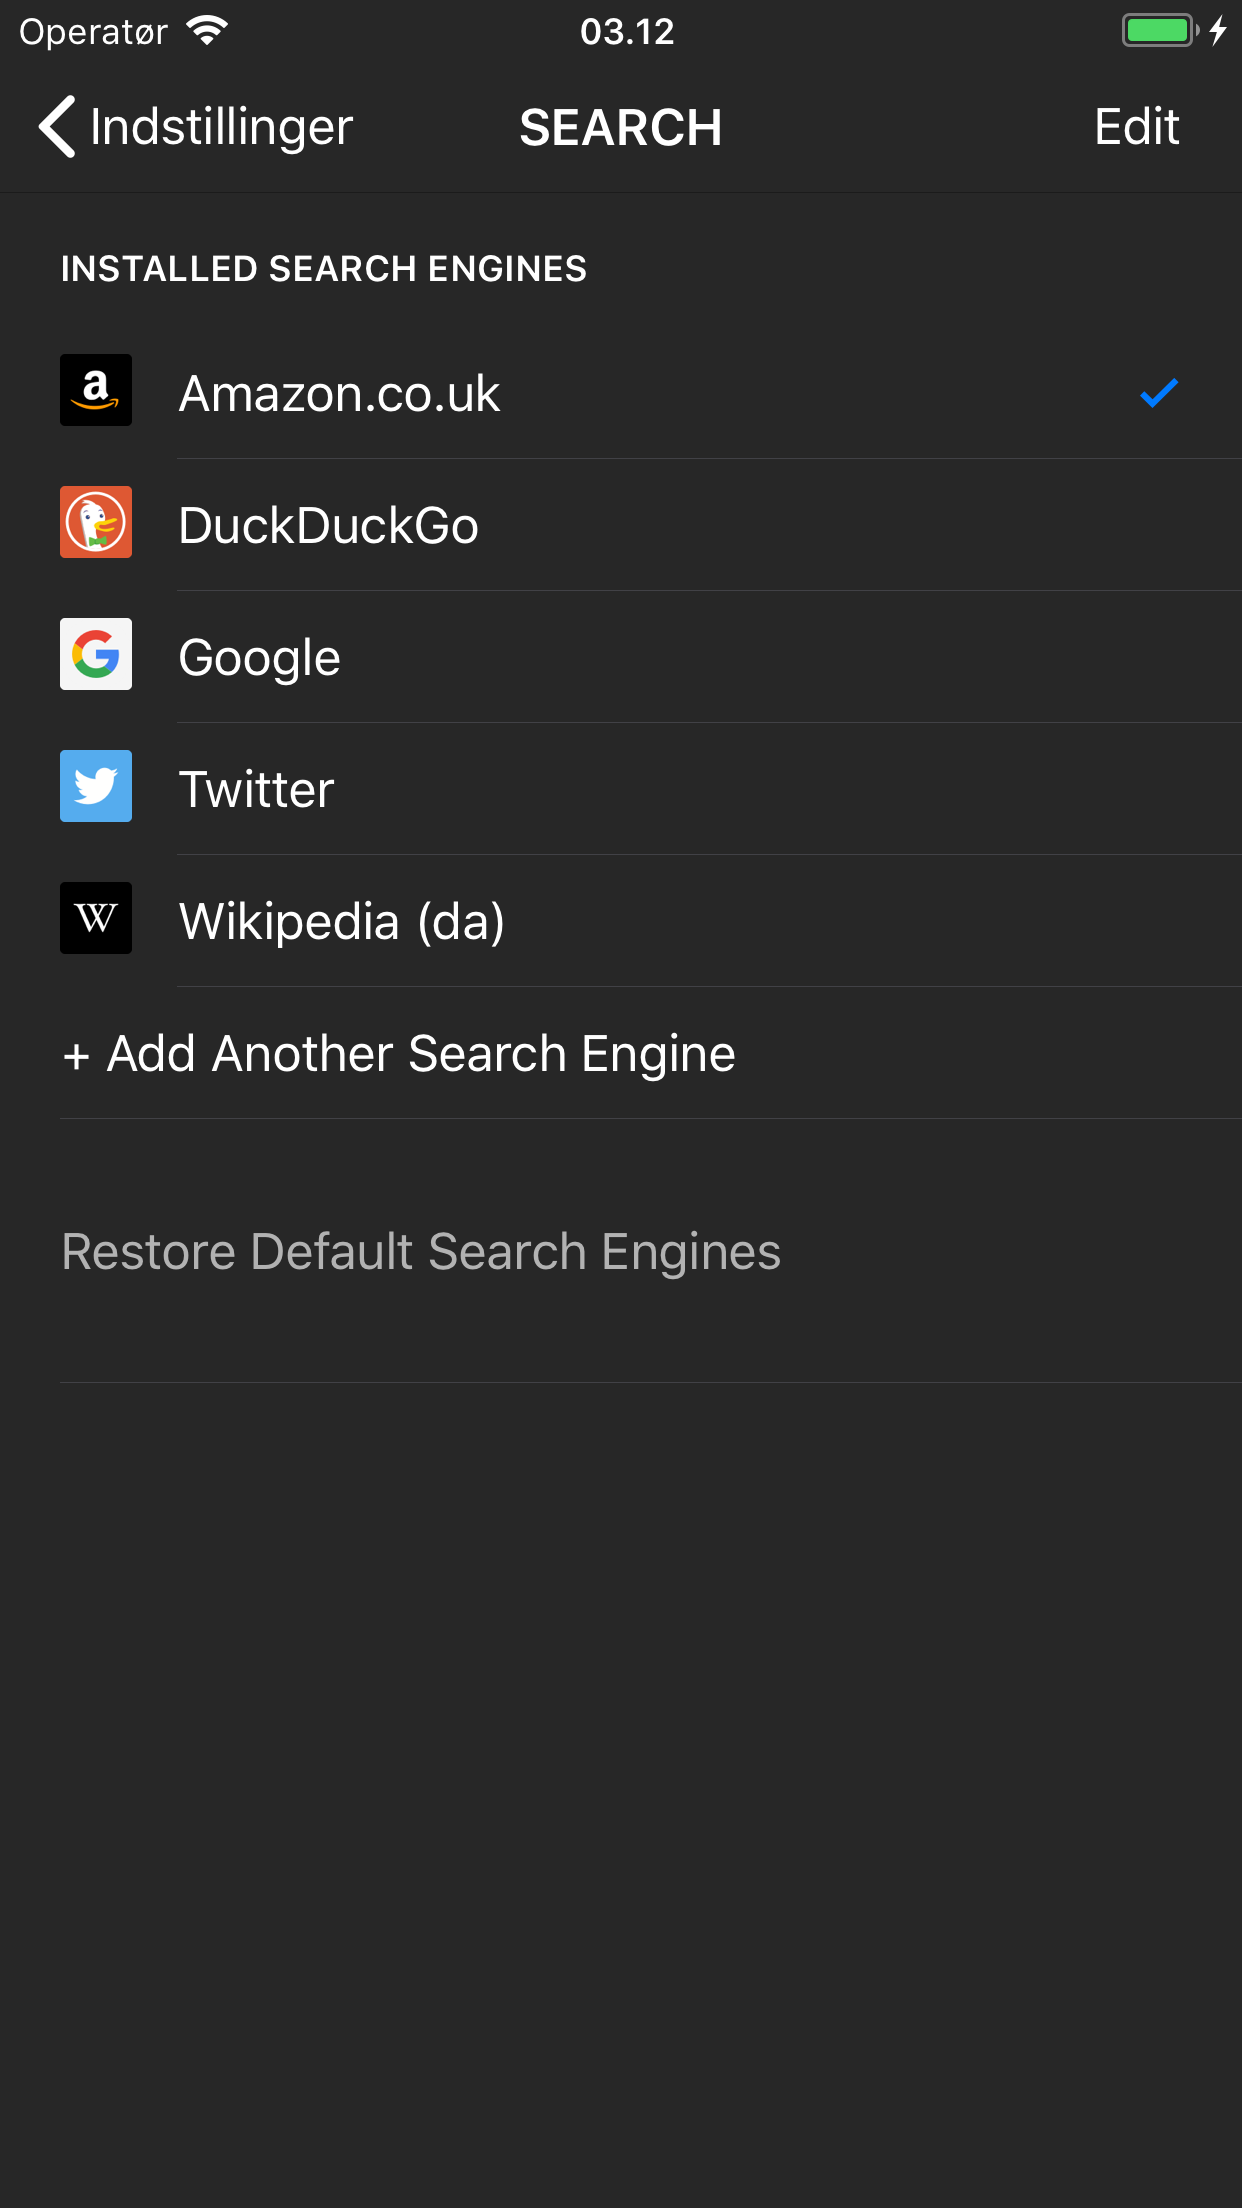 Operatør 03.12
Indstillinger SEARCH Edit
INSTALLED SEARCH ENGINES
Amazon.co.uk
DuckDuckGo
Google
Twitter
Wikipedia (da)
+ Add Another Search Engine
Restore Default Search Engines